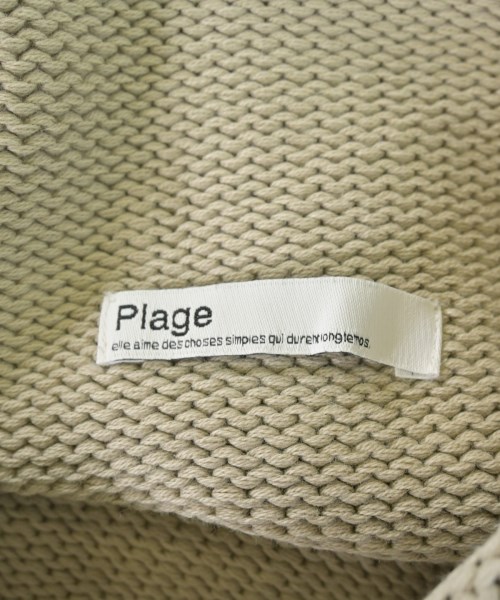 Plage
elle aime des choses simples qui durent longtemps.